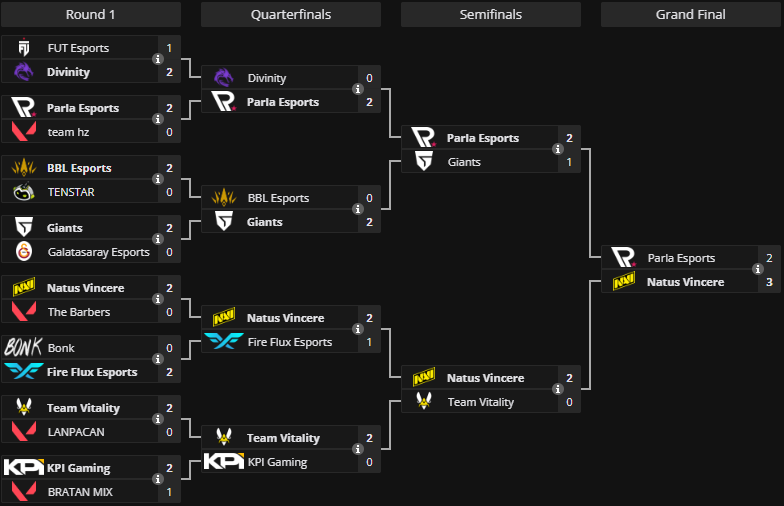 Round 1
Quarterfinals
Semifinals
Grand Final
FUT Esports 1
Divinity 2
Parla Esports 2
team hz 0
BBL Esports 2
TENSTAR 0
Giants 2
Galatasaray Esports 0
Natus Vincere 2
The Barbers 0
BONK Bonk 0
Fire Flux Esports 2
Team Vitality 2
LANPACAN 0
KPI KPI Gaming 2
BRATAN MIX 1
Divinity 0
Parla Esports 2
BBL Esports 0
Giants 2
NAVI Natus Vincere 2
Fire Flux Esports 1
Team Vitality 2
KPI KPI Gaming 0
Parla Esports 2
Giants 1
NAVI Natus Vincere 2
Team Vitality 0
Parla Esports 2
NAVI Natus Vincere 3